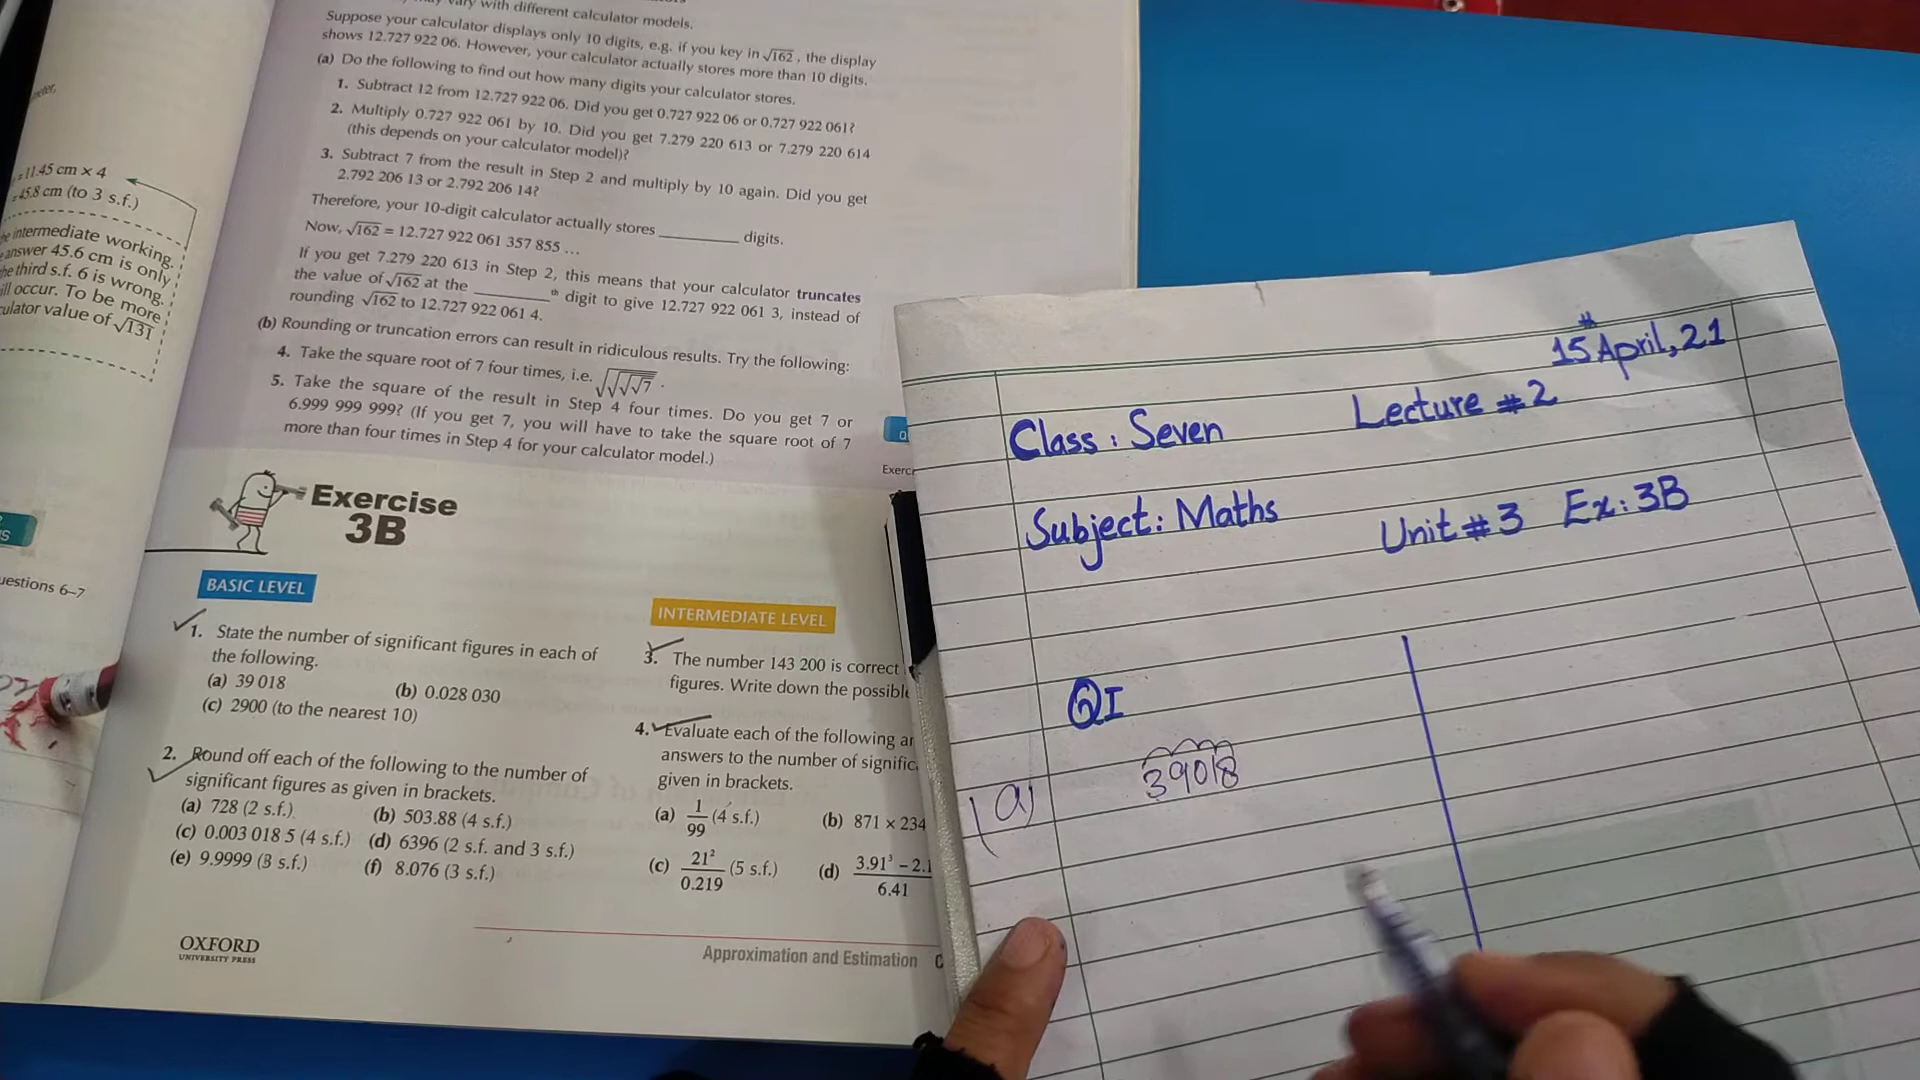 vary with different calculator models.
Suppose your calculator displays only 10 digits, e.g. if you key in √162, the display
shows 12.727 922 06. However, your calculator actually stores more than 10 digits.
(a) Do the following to find out how many digits your calculator stores.
1. Subtract 12 from 12.727 922 06. Did you get 0.727 922 06 or 0.727 922 061?
2. Multiply 0.727 922 061 by 10. Did you get 7.279 220 613 or 7.279 220 614
(this depends on your calculator model)?
3. Subtract 7 from the result in Step 2 and multiply by 10 again. Did you get
2.792 206 13 or 2.792 206 14?
Therefore, your 10-digit calculator actually stores ________ digits.
Now, √162 = 12.727 922 061 357 855 ...
If you get 7.279 220 613 in Step 2, this means that your calculator truncates
the value of √162 at the ________th digit to give 12.727 922 061 3, instead of
rounding √162 to 12.727 922 061 4.
(b) Rounding or truncation errors can result in ridiculous results. Try the following:
4. Take the square root of 7 four times, i.e. √√√√7.
5. Take the square of the result in Step 4 four times. Do you get 7 or
6.999 999 999? (If you get 7, you will have to take the square root of 7
more than four times in Step 4 for your calculator model.)
Exercise
3B
BASIC LEVEL
1. State the number of significant figures in each of
the following.
(a) 39 018
(b) 0.028 030
(c) 2900 (to the nearest 10)
2. Round off each of the following to the number of
significant figures as given in brackets.
(a) 728 (2 s.f.)
(b) 503.88 (4 s.f.)
(c) 0.003 018 5 (4 s.f.)
(d) 6396 (2 s.f. and 3 s.f.)
(e) 9.9999 (3 s.f.)
(f) 8.076 (3 s.f.)
INTERMEDIATE LEVEL
3. The number 143 200 is correct
figures. Write down the possible
4. Evaluate each of the following
answers to the number of
given in brackets.
(a) 1/99 (4 s.f.)
(b) 871 × 234
(c) 21²/0.219 (5 s.f.)
(d) 3.91³ – 2.1 / 6.41
OXFORD
UNIVERSITY PRESS
Approximation and Estimation
= 11.45 cm × 4
= 45.8 cm (to 3 s.f.)
intermediate working.
answer 45.6 cm is only
third s.f. 6 is wrong.
occur. To be more
value of √131
Questions 6–7
15 April, 21
Class: Seven Lecture # 2
Subject: Maths Unit # 3 Ex: 3B
QI
(a) 39018